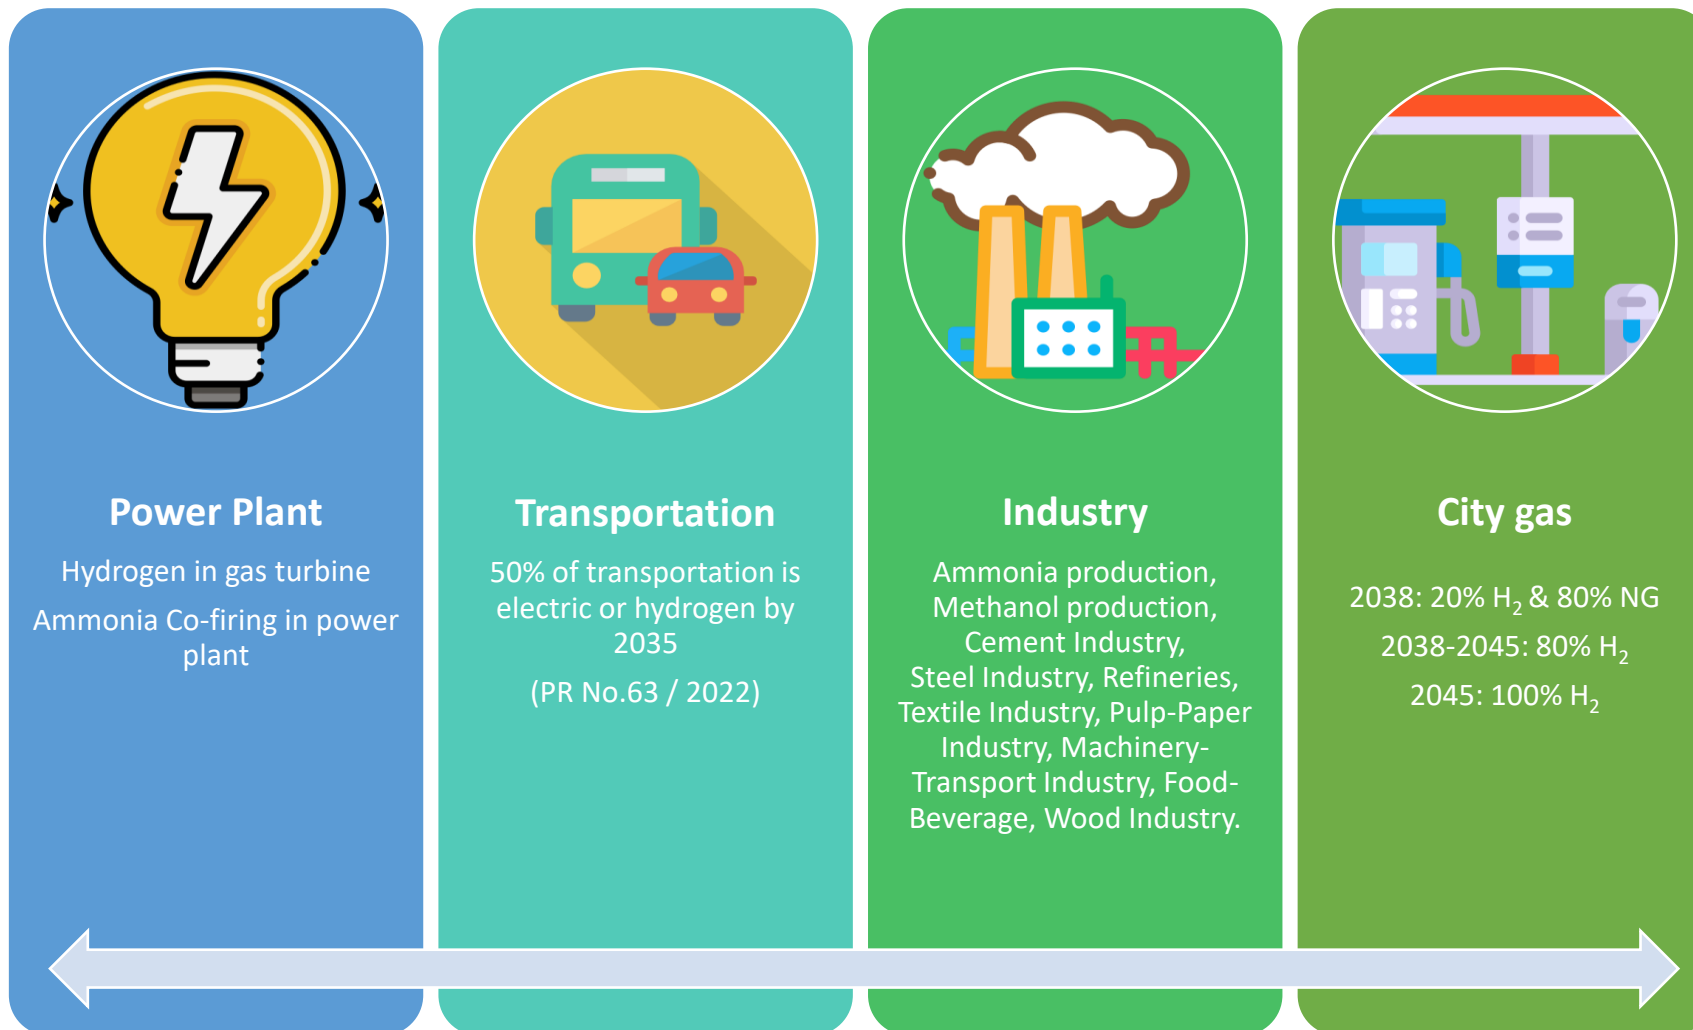 Power Plant
Hydrogen in gas turbine
Ammonia Co-firing in power
plant
Transportation
50% of transportation is
electric or hydrogen by
2035
(PR No.63 / 2022)
Industry
Ammonia production,
Methanol production,
Cement Industry,
Steel Industry, Refineries,
Textile Industry, Pulp-Paper
Industry, Machinery-
Transport Industry, Food-
Beverage, Wood Industry.
City gas
2038: 20% H₂ & 80% NG
2038-2045: 80% H₂
2045: 100% H₂